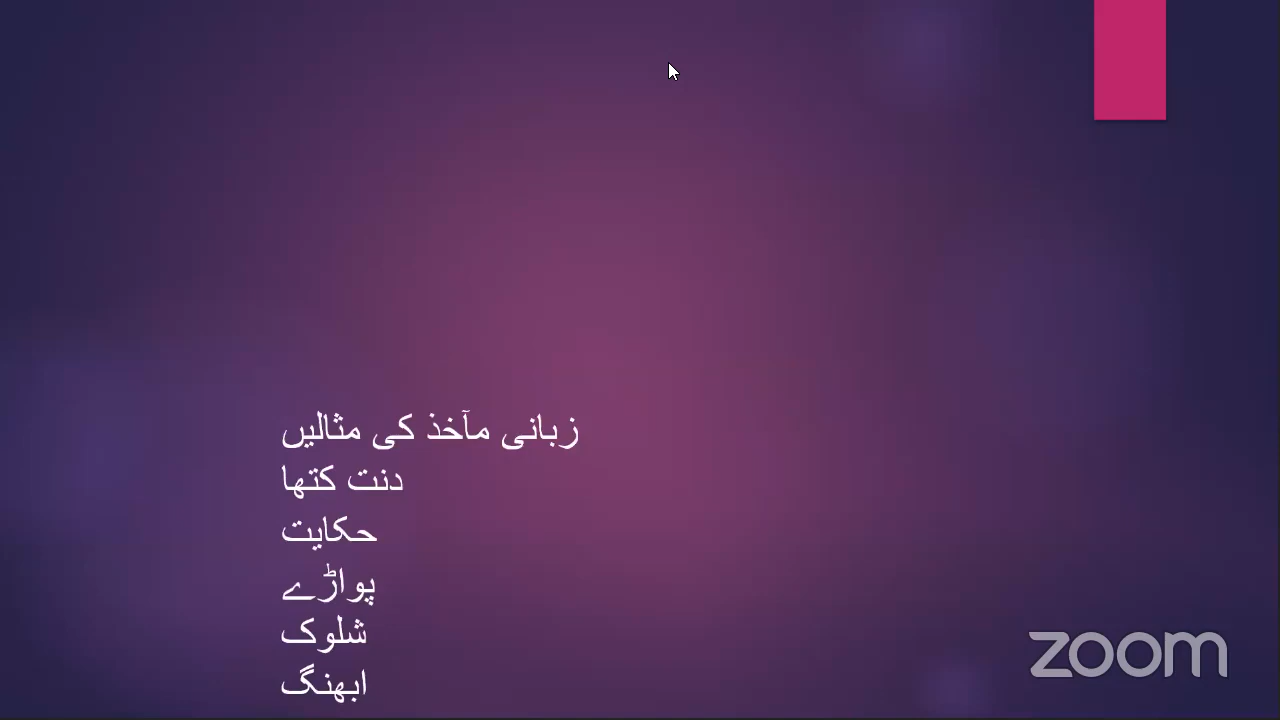 زبانی مآخذ کی مثالیں
دنت کتھا
حکایت
پواڑے
شلوک
ابھنگ
zoom